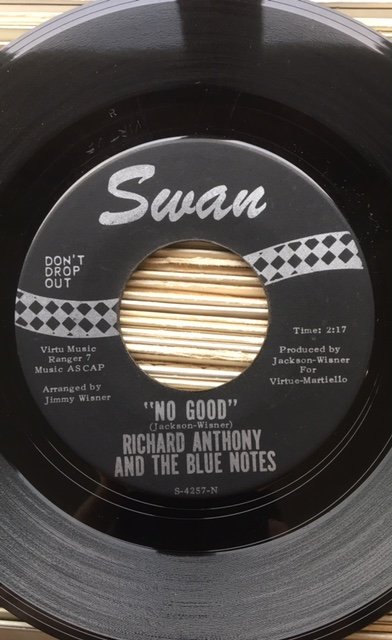 Swan
DON'T
DROP
OUT
Virtu Music
Ranger 7
Music ASCAP
Arranged by
Jimmy Wisner
Time: 2:17
Produced by
Jackson-Wisner
For
Virtue-Martiello
"NO GOOD"
(Jackson-Wisner)
RICHARD ANTHONY
AND THE BLUE NOTES
S-4257-N